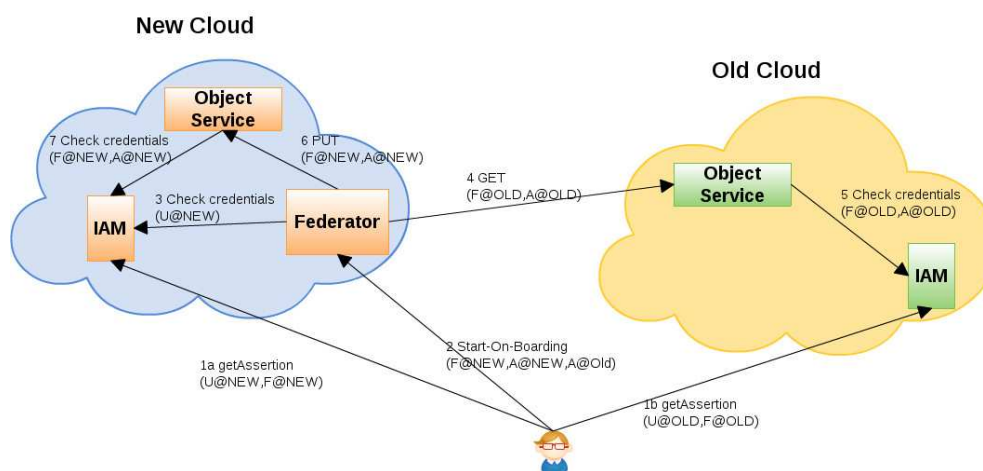 New Cloud
Old Cloud
Object
Service
7 Check credentials
(F@NEW,A@NEW)
6 PUT
(F@NEW,A@NEW)
3 Check credentials
(U@NEW)
IAM
Federator
4 GET
(F@OLD,A@OLD)
Object
Service
5 Check credentials
(F@OLD,A@OLD)
IAM
1a getAssertion
(U@NEW,F@NEW)
2 Start-On-Boarding
(F@NEW,A@NEW,A@Old)
1b getAssertion
(U@OLD,F@OLD)